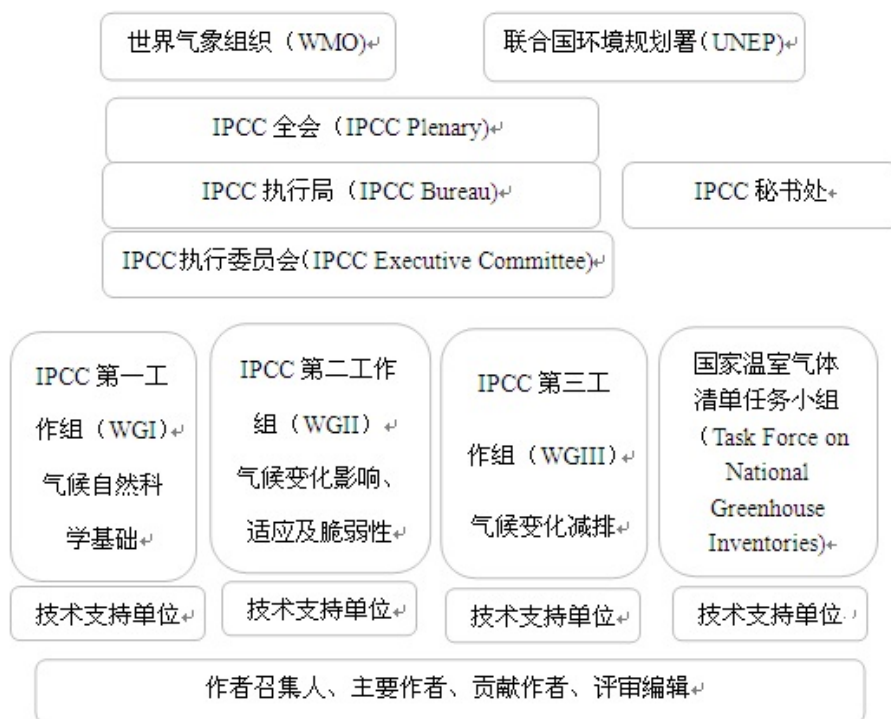 世界气象组织（WMO)↵
联合国环境规划署(UNEP)↵
IPCC 全会（IPCC Plenary)↵
IPCC 执行局（IPCC Bureau)↵
IPCC 秘书处↵
IPCC执行委员会(IPCC Executive Committee)↵
IPCC 第一工
作组（WGI)↵
气候自然科
学基础↵
IPCC 第二工作
组（WGII）↵
气候变化影响、
适应及脆弱性↵
IPCC 第三工
作组（WGIII）↵
气候变化减排↵
国家温室气体
清单任务小组
（Task Force on
National
Greenhouse
Inventories)↵
技术支持单位↵
技术支持单位↵
技术支持单位↵
技术支持单位
作者召集人、主要作者、贡献作者、评审编辑↵